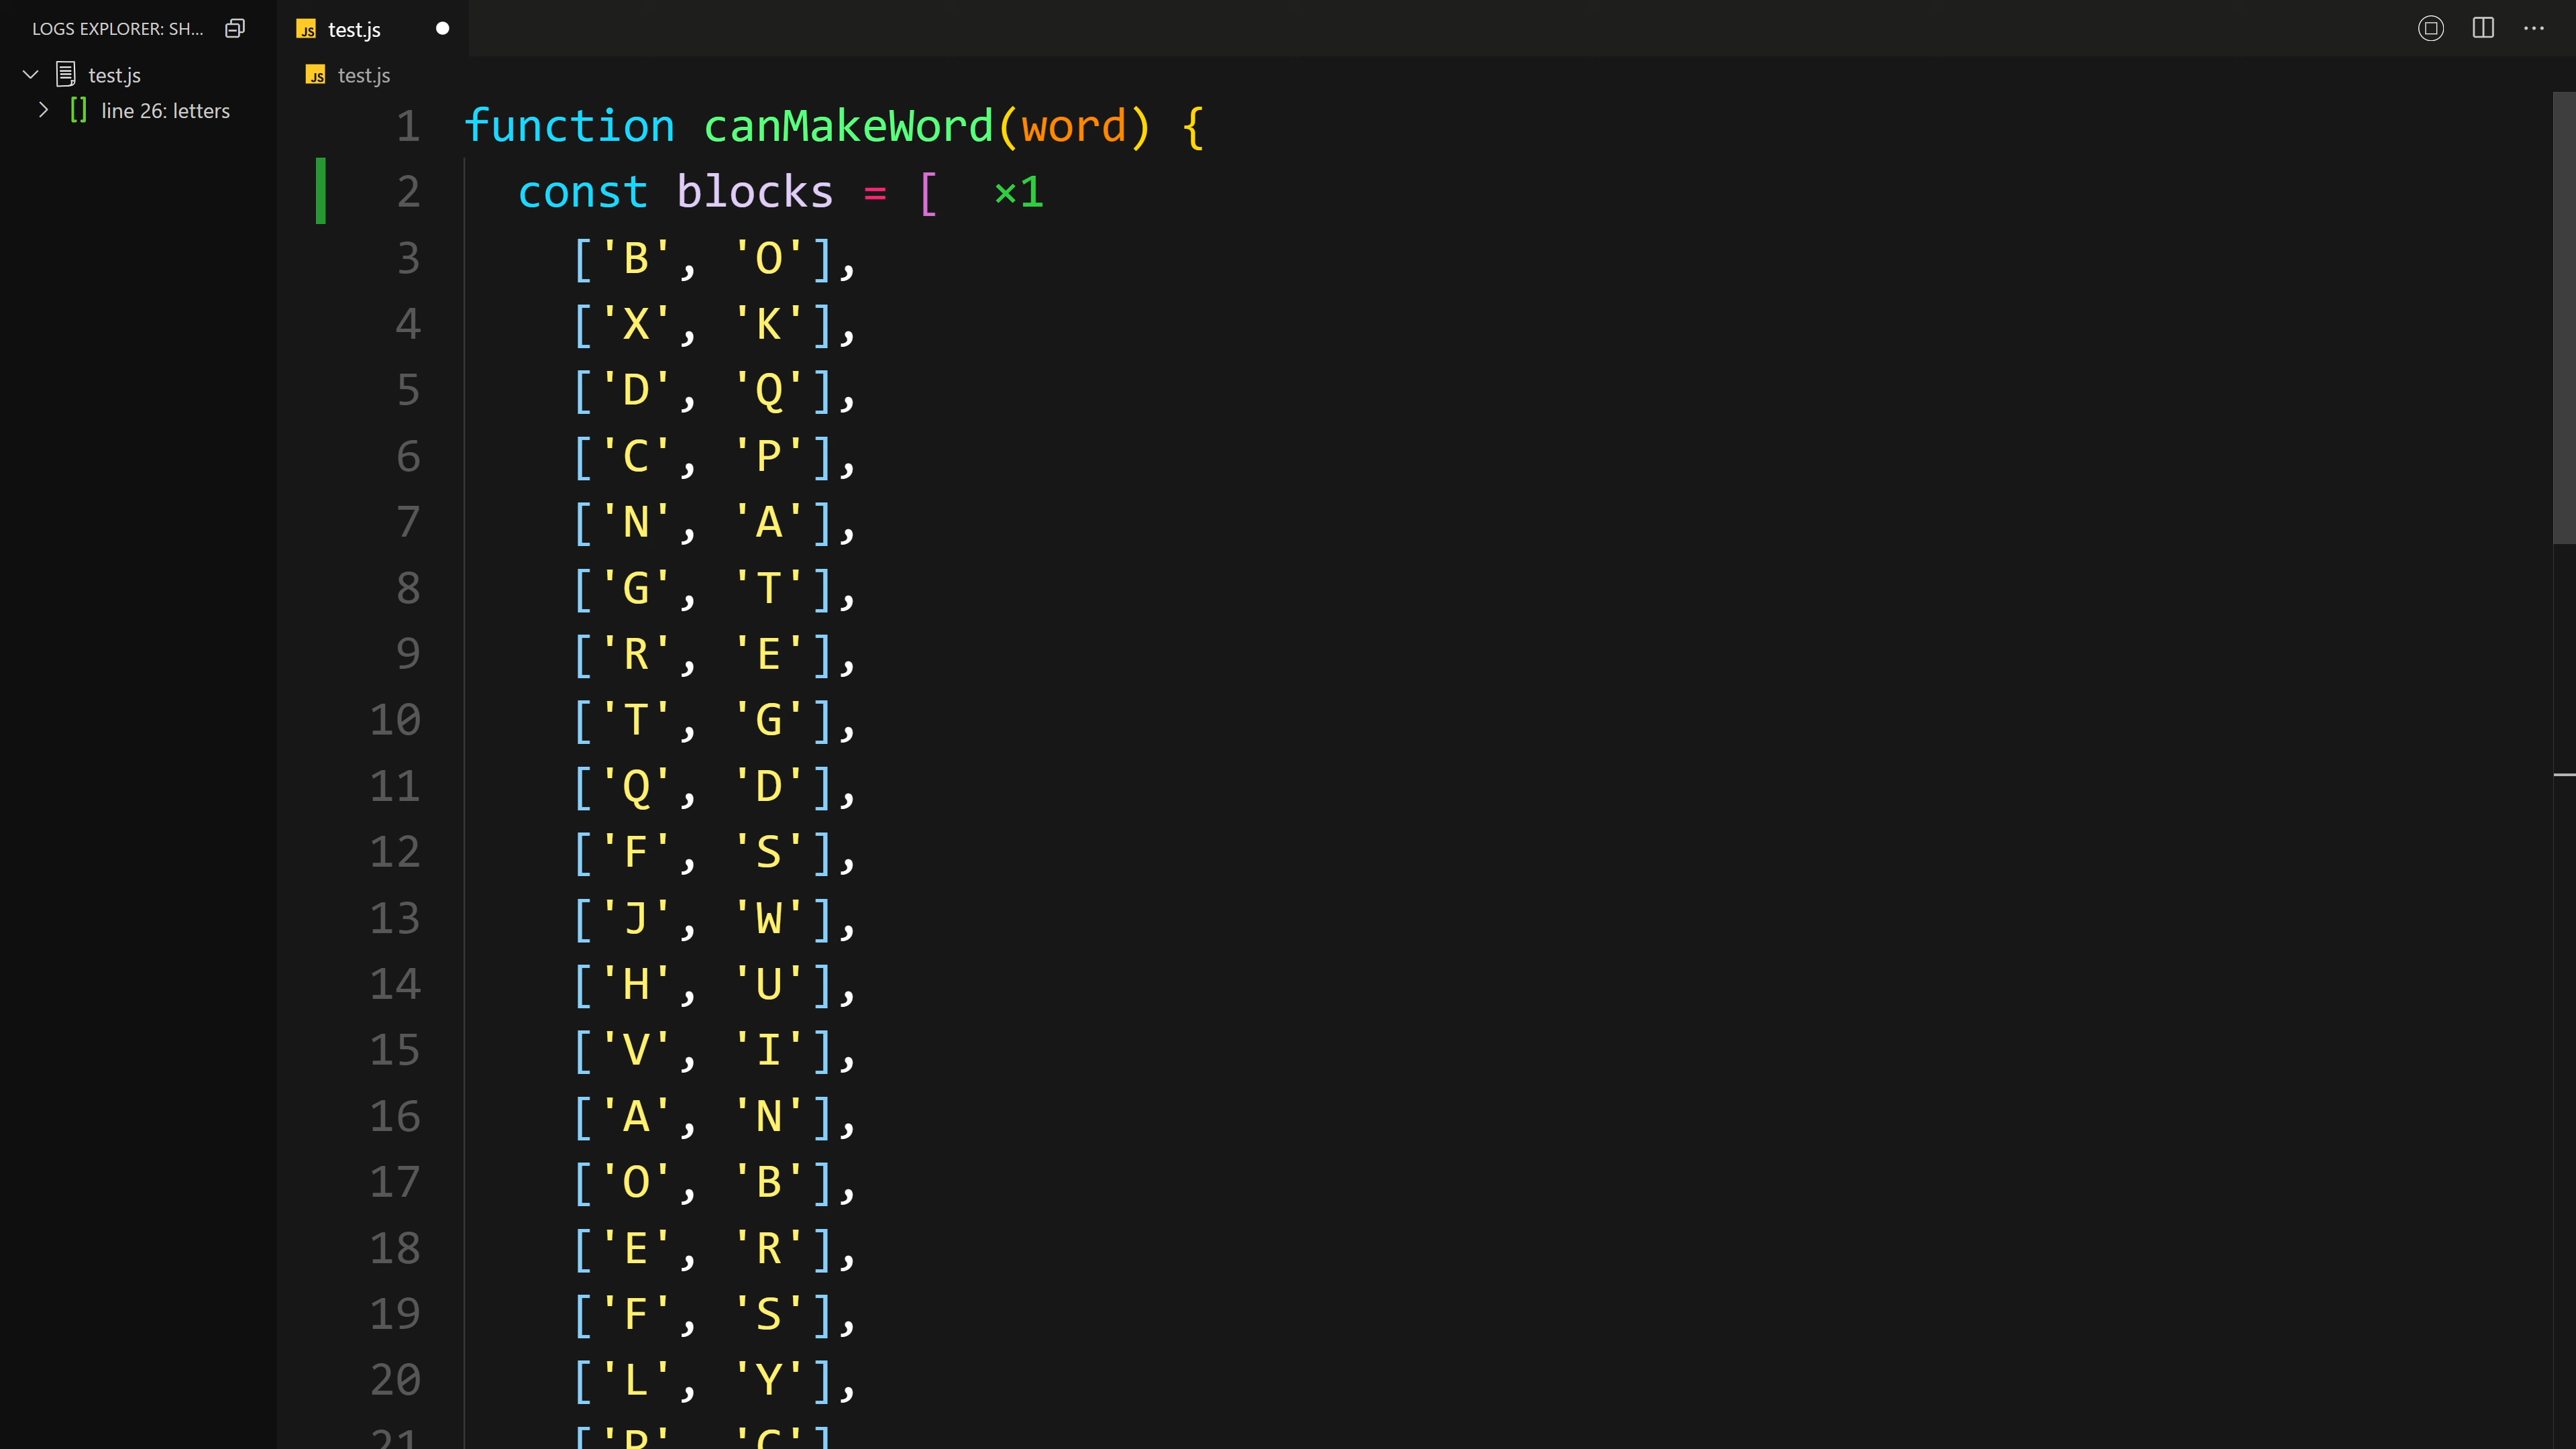 LOGS EXPLORER: SH...
test.js
line 26: letters
test.js
test.js
1 function canMakeWord(word) {
2 const blocks = [ ×1
3 ['B', 'O'],
4 ['X', 'K'],
5 ['D', 'Q'],
6 ['C', 'P'],
7 ['N', 'A'],
8 ['G', 'T'],
9 ['R', 'E'],
10 ['T', 'G'],
11 ['Q', 'D'],
12 ['F', 'S'],
13 ['J', 'W'],
14 ['H', 'U'],
15 ['V', 'I'],
16 ['A', 'N'],
17 ['O', 'B'],
18 ['E', 'R'],
19 ['F', 'S'],
20 ['L', 'Y'],
21